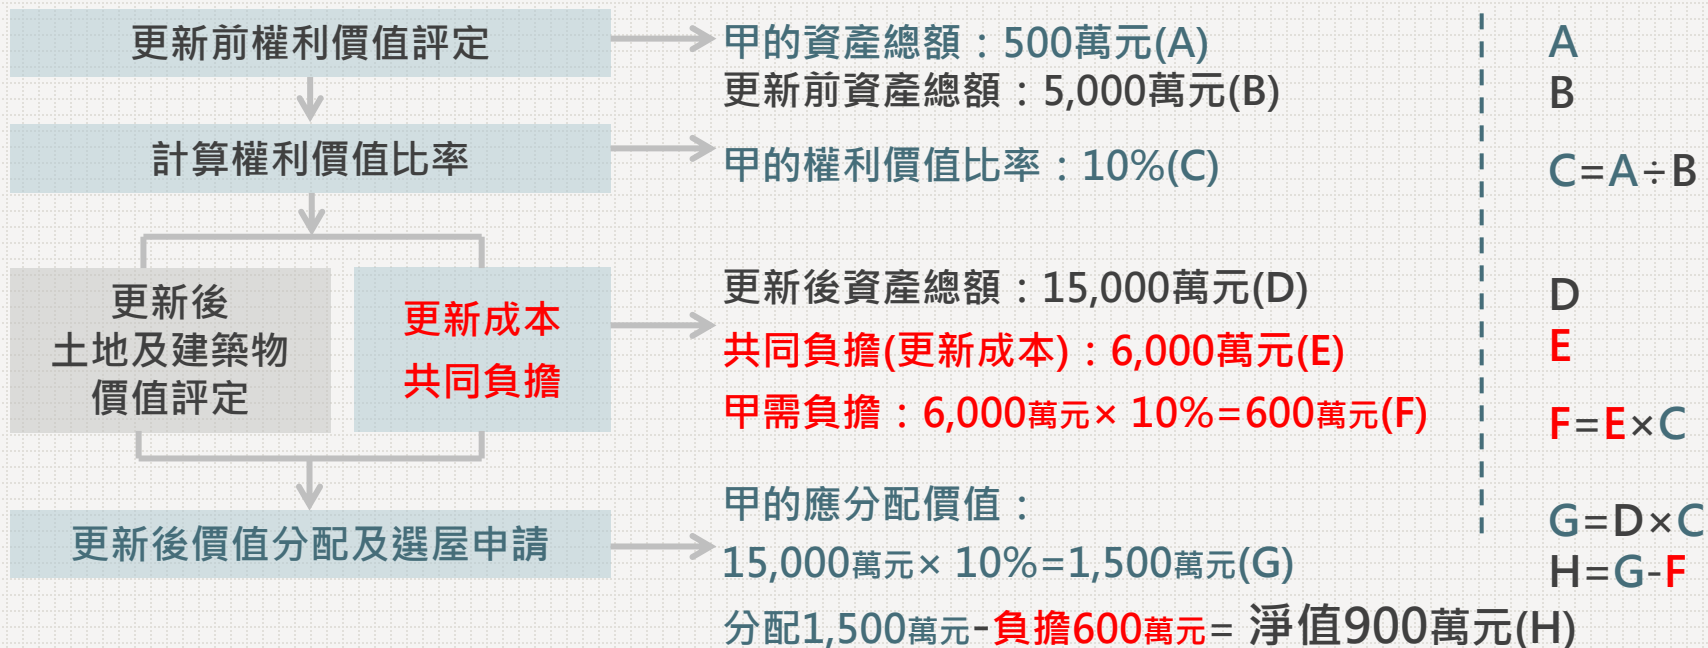 更新前權利價值評定
甲的資產總額：500萬元(A)
A
更新前資產總額：5,000萬元(B)
B
計算權利價值比率
甲的權利價值比率：10%(C)
C=A÷B
更新後
土地及建築物
價值評定
更新成本
共同負擔
更新後資產總額：15,000萬元(D)
D
共同負擔(更新成本)：6,000萬元(E)
E
甲需負擔：6,000萬元× 10%=600萬元(F)
F=E×C
更新後價值分配及選屋申請
甲的應分配價值：
15,000萬元× 10%=1,500萬元(G)
G=D×C
分配1,500萬元-負擔600萬元= 淨值900萬元(H)
H=G-F